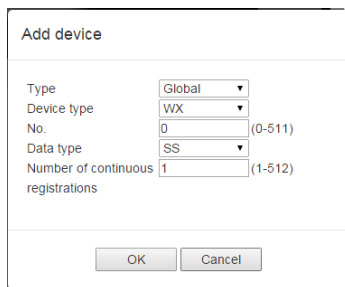 Add device
Type Global
Device type WX
No. 0 (0-511)
Data type SS
Number of continuous 1 (1-512)
registrations
OK Cancel